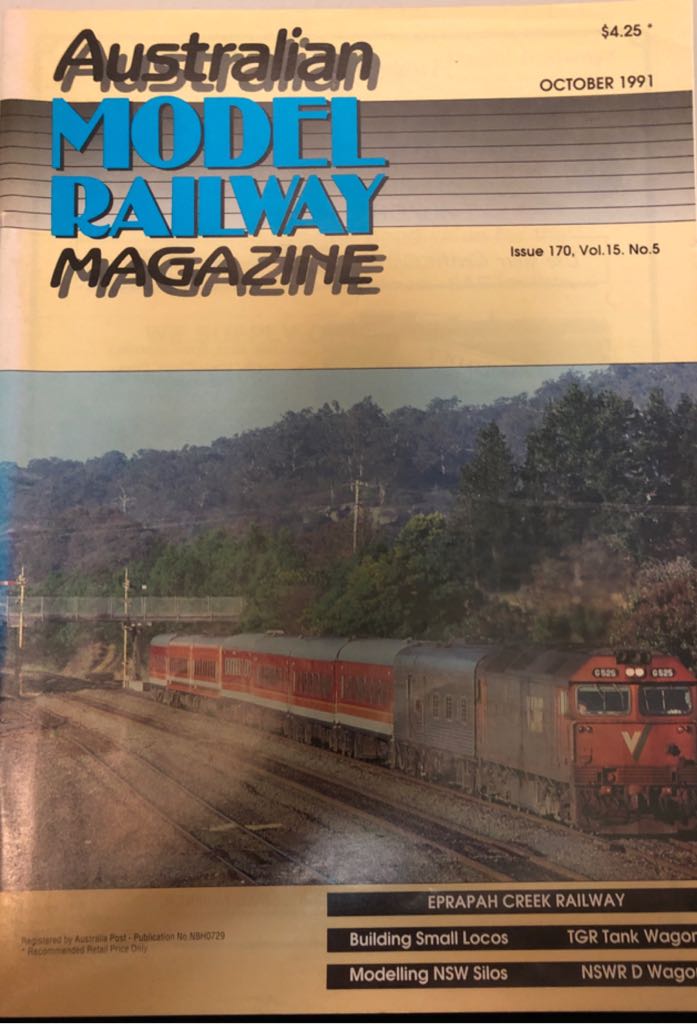 $4.25 *
Australian
OCTOBER 1991
MODEL
RAILWAY
MAGAZINE
Issue 170, Vol.15. No.5
G525 G525
V
EPRAPAH CREEK RAILWAY
Registered by Australia Post - Publication No NBH0729
* Recommended Retail Price Only
Building Small Locos TGR Tank Wagon
Modelling NSW Silos NSWR D Wago